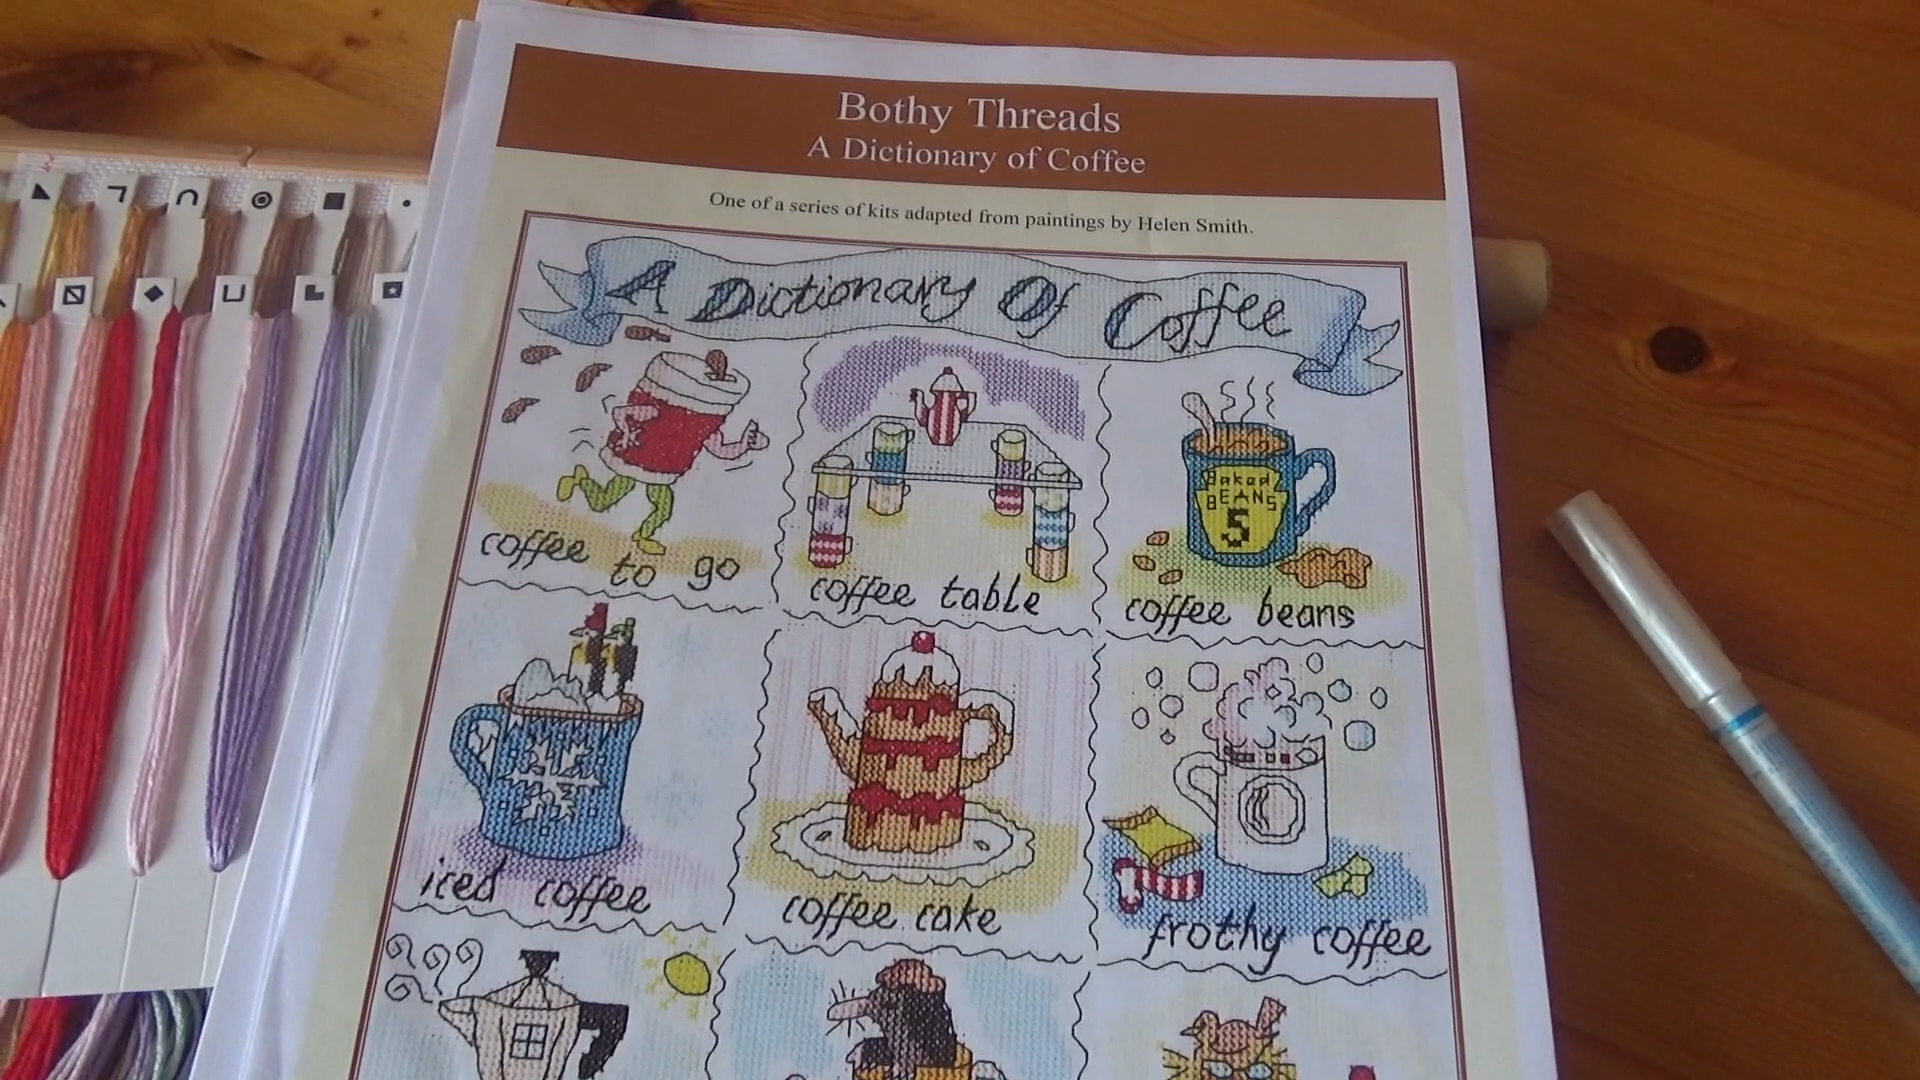 Bothy Threads
A Dictionary of Coffee
One of a series of kits adapted from paintings by Helen Smith.
A Dictionary Of Coffee
coffee to go
coffee table
Baked
BEANS
5
coffee beans
iced coffee
coffee cake
frothy coffee